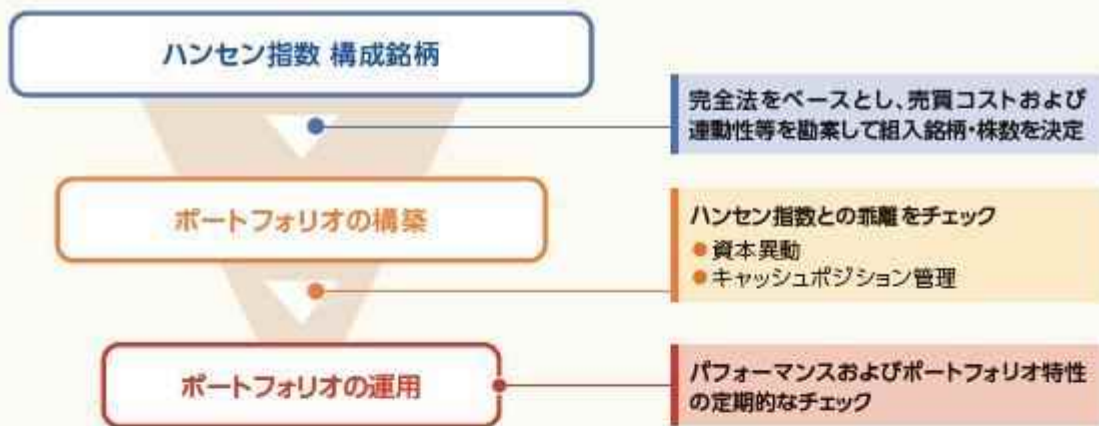 ハンセン指数 構成銘柄
完全法をベースとし、売買コストおよび
連動性等を勘案して組入銘柄・株数を決定
ポートフォリオの構築
ハンセン指数との乖離をチェック
● 資本異動
● キャッシュポジション管理
ポートフォリオの運用
パフォーマンスおよびポートフォリオ特性
の定期的なチェック